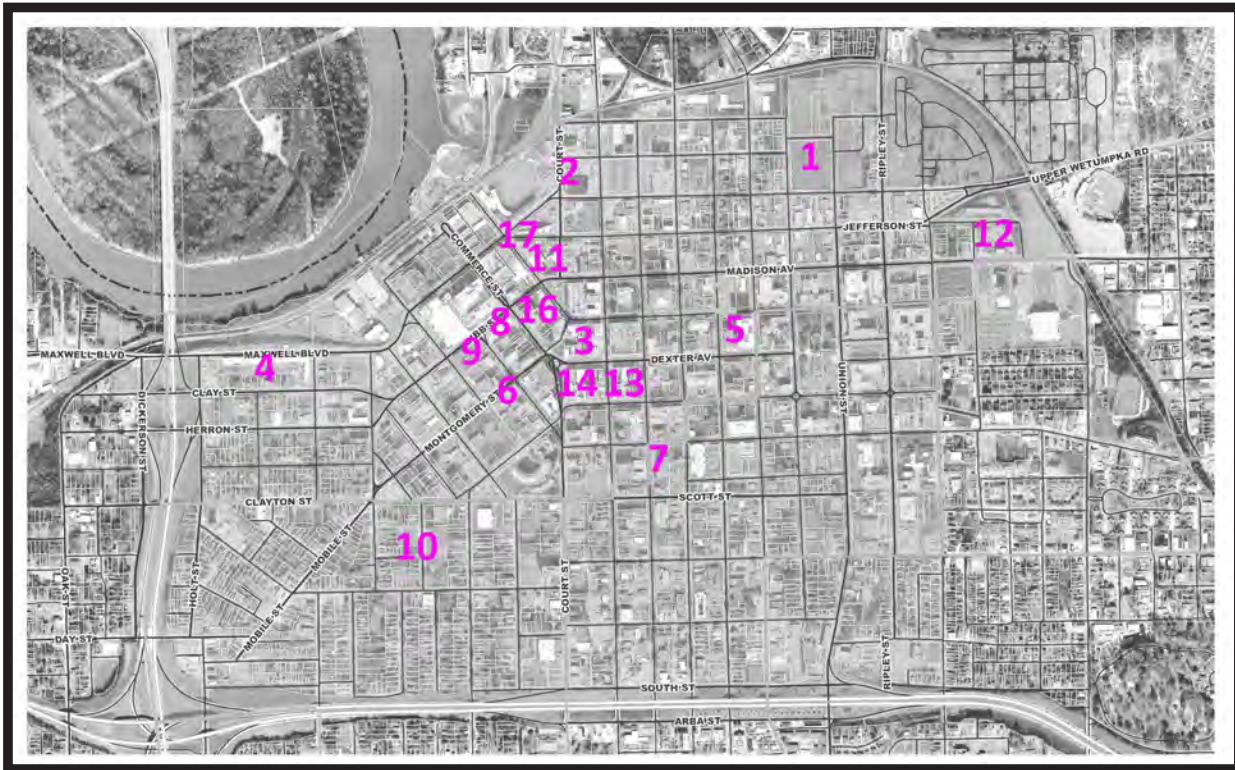 COURT ST
1
RIPLEY ST
UPPER WETUMPKA RD
2
JEFFERSON ST
17
12
COMMERCE ST
11
MADISON AV
16
8
5
3
BB
9
MAXWELL BLVD
MAXWELL BLVD
DEXTER AV
4
14
13
UNION ST
CLAY ST
6
DICKERSON ST
HERRON ST
MONTGOMERY ST
7
CLAYTON ST
SCOTT ST
MOBILE ST
10
OAK ST
HOLT ST
COURT ST
MOBILE ST
DAY ST
RIPLEY ST
SOUTH ST
ARBA ST